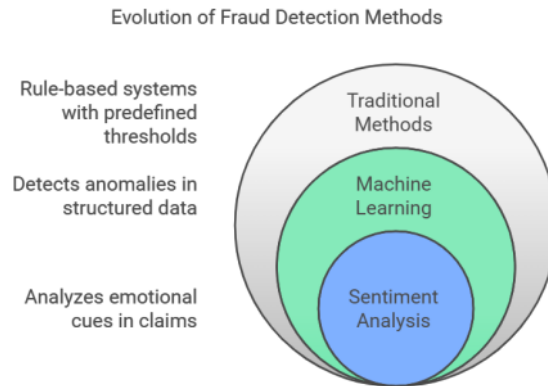 Evolution of Fraud Detection Methods
Rule-based systems
with predefined
thresholds
Traditional
Methods
Detects anomalies in
structured data
Machine
Learning
Analyzes emotional
cues in claims
Sentiment
Analysis